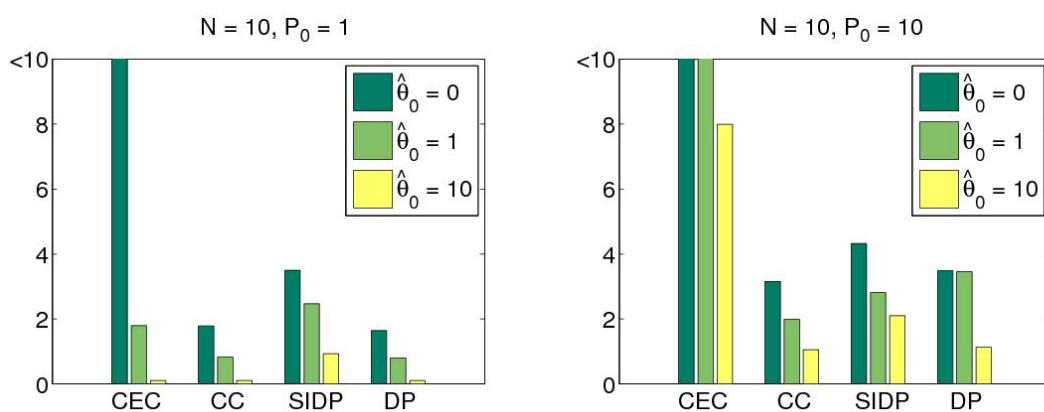 N = 10, P₀ = 1
<10
8
6
4
2
0
θ̂₀ = 0
θ̂₀ = 1
θ̂₀ = 10
CEC CC SIDP DP
N = 10, P₀ = 10
<10
8
6
4
2
0
θ̂₀ = 0
θ̂₀ = 1
θ̂₀ = 10
CEC CC SIDP DP